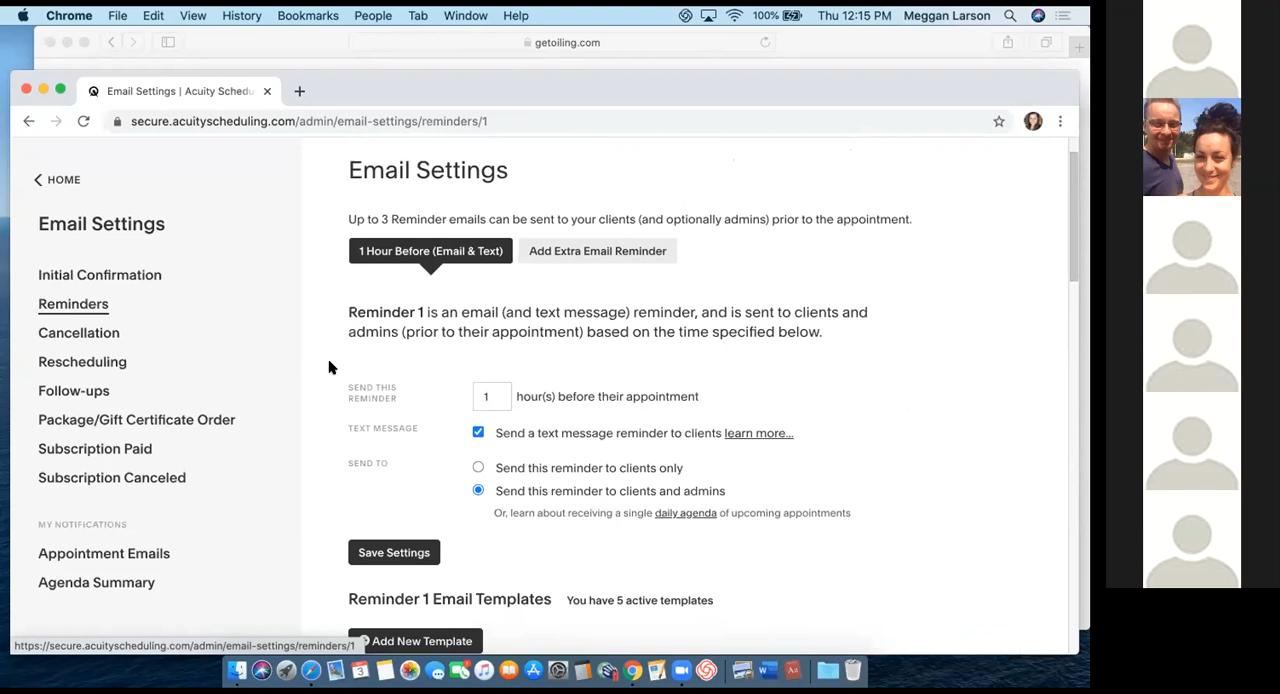 Chrome File Edit View History Bookmarks People Tab Window Help 100% Thu 12:15 PM Meggan Larson
getoiling.com
Email Settings | Acuity Schedu
secure.acuityscheduling.com/admin/email-settings/reminders/1
HOME
Email Settings
Initial Confirmation
Reminders
Cancellation
Rescheduling
Follow-ups
Package/Gift Certificate Order
Subscription Paid
Subscription Canceled
MY NOTIFICATIONS
Appointment Emails
Agenda Summary
https://secure.acuityscheduling.com/admin/email-settings/reminders/1
Email Settings
Up to 3 Reminder emails can be sent to your clients (and optionally admins) prior to the appointment.
1 Hour Before (Email & Text) Add Extra Email Reminder
Reminder 1 is an email (and text message) reminder, and is sent to clients and
admins (prior to their appointment) based on the time specified below.
SEND THIS
REMINDER
1 hour(s) before their appointment
TEXT MESSAGE Send a text message reminder to clients learn more...
SEND TO Send this reminder to clients only
Send this reminder to clients and admins
Or, learn about receiving a single daily agenda of upcoming appointments
Save Settings
Reminder 1 Email Templates You have 5 active templates
Add New Template